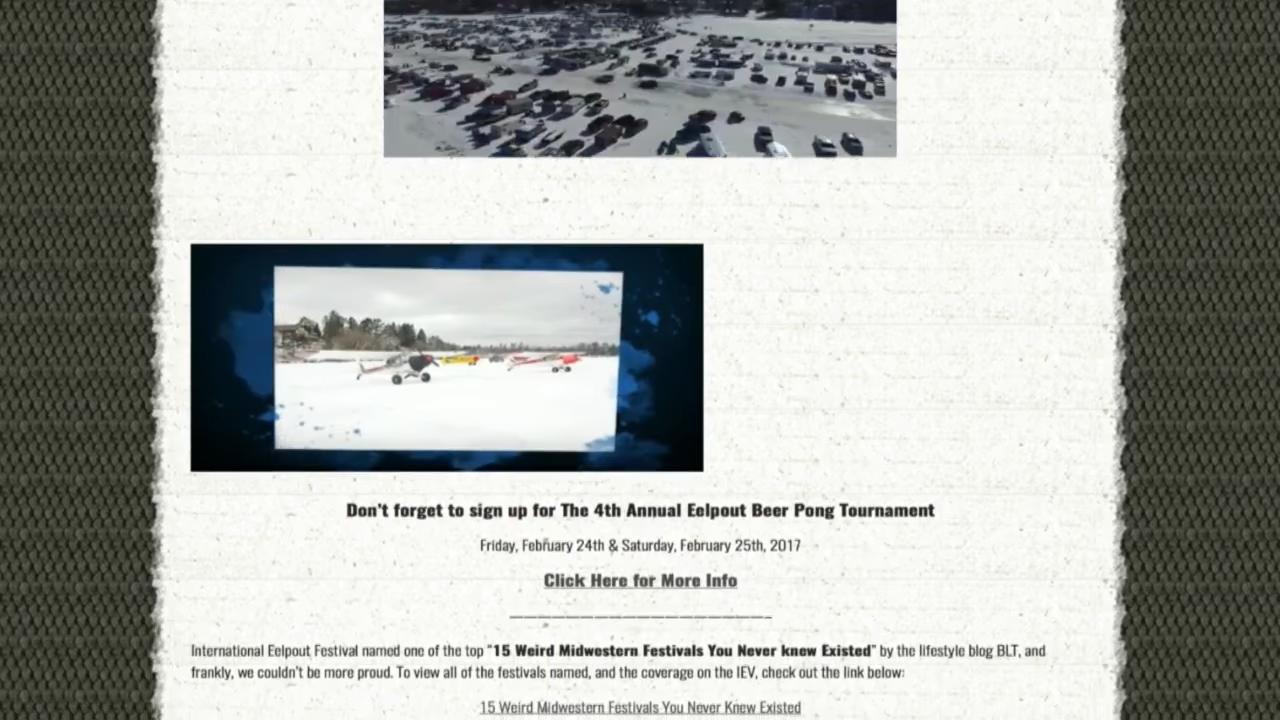 Don't forget to sign up for The 4th Annual Eelpout Beer Pong Tournament
Friday, February 24th & Saturday, February 25th, 2017
Click Here for More Info
International Eelpout Festival named one of the top "15 Weird Midwestern Festivals You Never knew Existed" by the lifestyle blog BLT, and
frankly, we couldn't be more proud. To view all of the festivals named, and the coverage on the IEV, check out the link below:
15 Weird Midwestern Festivals You Never Knew Existed